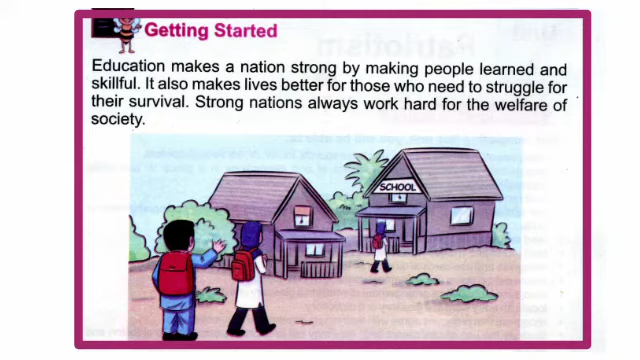 Getting Started
Education makes a nation strong by making people learned and
skillful. It also makes lives better for those who need to struggle for
their survival. Strong nations always work hard for the welfare of
society.
SCHOOL